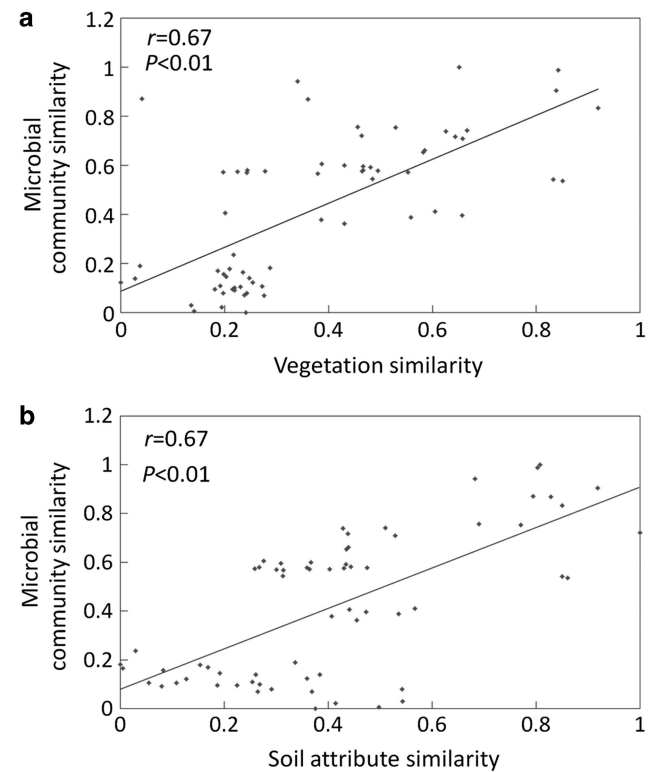 a
r=0.67
P<0.01
1.2
1
0.8
0.6
0.4
0.2
0
Microbial
community similarity
0 0.2 0.4 0.6 0.8 1
Vegetation similarity
b
r=0.67
P<0.01
1.2
1
0.8
0.6
0.4
0.2
0
Microbial
community similarity
0 0.2 0.4 0.6 0.8 1
Soil attribute similarity